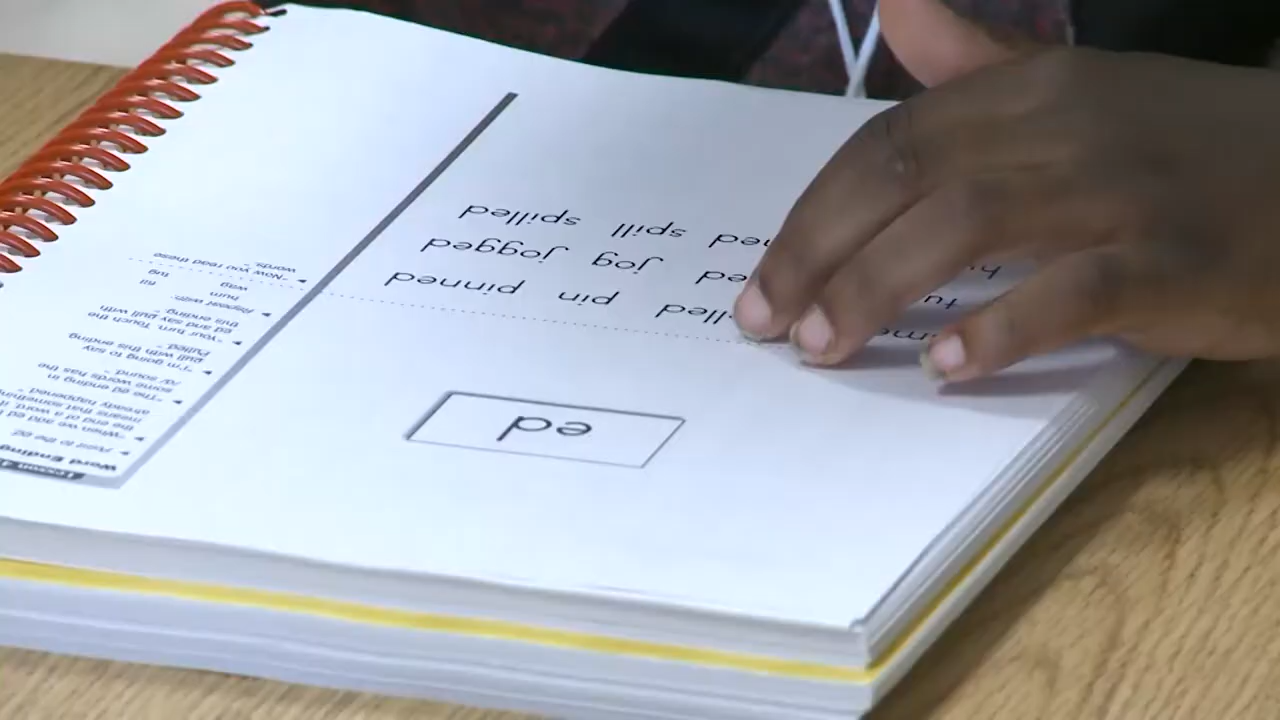 ed
pin pinned
jog jogged
spill spilled
Lesson
Word Ending
Point to the ed.
"When we add ed
the end of a word, it
means that something
already happened."
"The ed ending in
some words has the
/d/ sound."
"I'm going to say
pull with this ending
Pulled."
"Your turn. Touch the
ed and say pull with
this ending."
Repeat with:
hum
wag
"Now you read these
words."